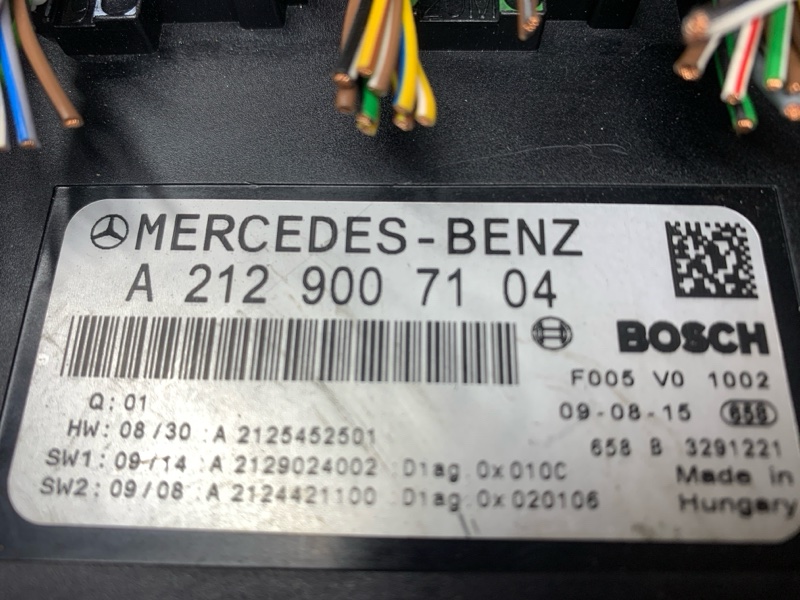 MERCEDES-BENZ
A 212 900 71 04
BOSCH
F005 V0 1002
Q: 01
09-08-15 658
HW: 08/30 :A 2125452501
658 B 3291221
SW1: 09/14 :A 2129024002 Diag.0x010C
Made in
SW2: 09/08 :A 2124421100 Diag.0x020106
Hungary